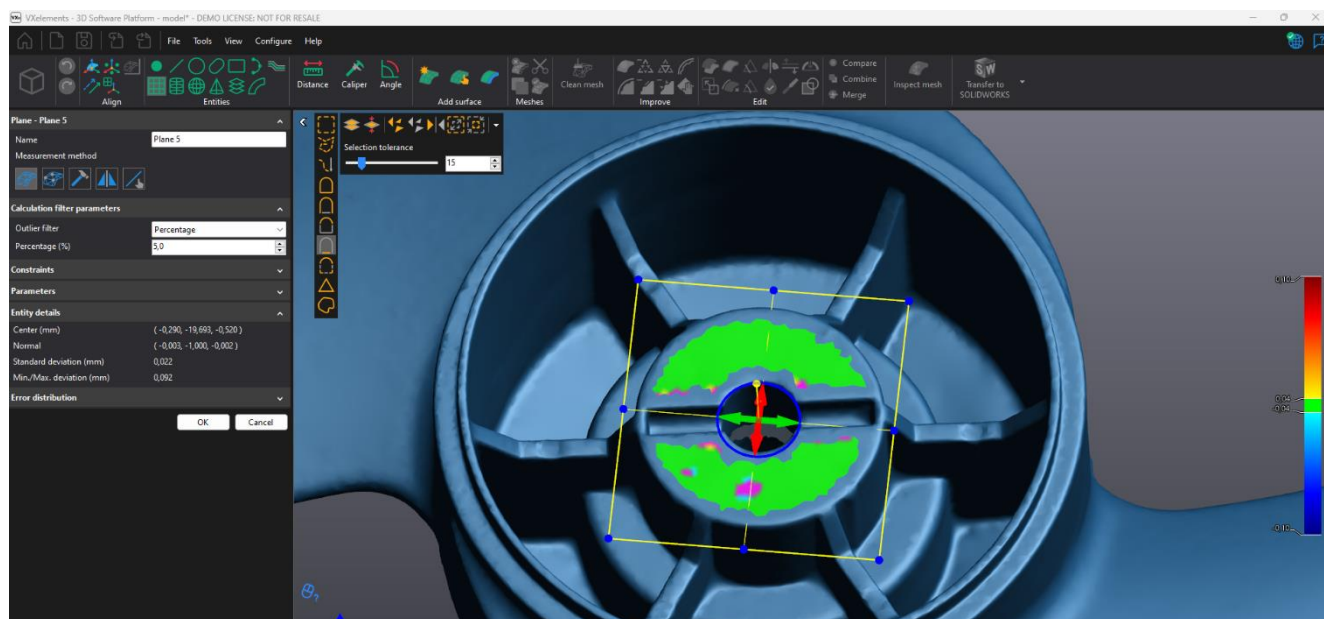 VXelements - 3D Software Platform - model* - DEMO LICENSE: NOT FOR RESALE
File Tools View Configure Help
Align
Entities
Distance Caliper Angle
Add surface
Meshes
Clean mesh
Improve
Edit
Compare
Combine
Merge
Inspect mesh
Transfer to
SOLIDWORKS
Plane - Plane 5
Name Plane 5
Measurement method
Calculation filter parameters
Outlier filter Percentage
Percentage (%) 5,0
Constraints
Parameters
Entity details
Center (mm) ( -0,290, -19,693, -0,520 )
Normal ( -0,003, -1,000, -0,002 )
Standard deviation (mm) 0,022
Min./Max. deviation (mm) 0,092
Error distribution
OK Cancel
Selection tolerance
15
0,10
0,04
-0,04
-0,10